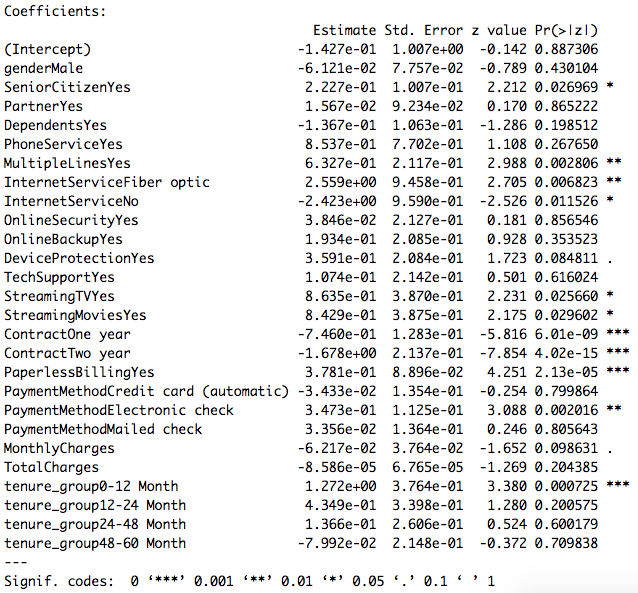 Coefficients:
                                        Estimate Std. Error z value Pr(>|z|)
(Intercept)                           -1.427e-01  1.007e+00  -0.142 0.887306
genderMale                            -6.121e-02  7.757e-02  -0.789 0.430104
SeniorCitizenYes                       2.227e-01  1.007e-01   2.212 0.026969 *
PartnerYes                             1.567e-02  9.234e-02   0.170 0.865222
DependentsYes                         -1.367e-01  1.063e-01  -1.286 0.198512
PhoneServiceYes                        8.537e-01  7.702e-01   1.108 0.267650
MultipleLinesYes                       6.327e-01  2.117e-01   2.988 0.002806 **
InternetServiceFiber optic             2.559e+00  9.458e-01   2.705 0.006823 **
InternetServiceNo                     -2.423e+00  9.590e-01  -2.526 0.011526 *
OnlineSecurityYes                      3.846e-02  2.127e-01   0.181 0.856546
OnlineBackupYes                        1.934e-01  2.085e-01   0.928 0.353523
DeviceProtectionYes                    3.591e-01  2.084e-01   1.723 0.084811 .
TechSupportYes                         1.074e-01  2.142e-01   0.501 0.616024
StreamingTVYes                         8.635e-01  3.870e-01   2.231 0.025660 *
StreamingMoviesYes                     8.429e-01  3.875e-01   2.175 0.029602 *
ContractOne year                      -7.460e-01  1.283e-01  -5.816 6.01e-09 ***
ContractTwo year                      -1.678e+00  2.137e-01  -7.854 4.02e-15 ***
PaperlessBillingYes                    3.781e-01  8.896e-02   4.251 2.13e-05 ***
PaymentMethodCredit card (automatic)  -3.433e-02  1.354e-01  -0.254 0.799864
PaymentMethodElectronic check          3.473e-01  1.125e-01   3.088 0.002016 **
PaymentMethodMailed check              3.356e-02  1.364e-01   0.246 0.805643
MonthlyCharges                        -6.217e-02  3.764e-02  -1.652 0.098631 .
TotalCharges                          -8.586e-05  6.765e-05  -1.269 0.204385
tenure_group0-12 Month                 1.272e+00  3.764e-01   3.380 0.000725 ***
tenure_group12-24 Month                4.349e-01  3.398e-01   1.280 0.200575
tenure_group24-48 Month                1.366e-01  2.606e-01   0.524 0.600179
tenure_group48-60 Month               -7.992e-02  2.148e-01  -0.372 0.709838
---
Signif. codes:  0 ‘***’ 0.001 ‘**’ 0.01 ‘*’ 0.05 ‘.’ 0.1 ‘ ’ 1